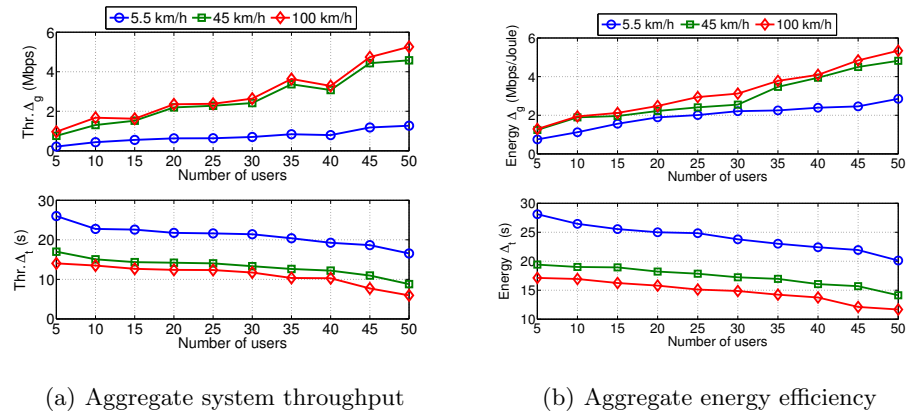 5.5 km/h 45 km/h 100 km/h
Thr. Δg (Mbps)
6
4
2
0
5 10 15 20 25 30 35 40 45 50
Number of users
Thr. Δt (s)
30
20
10
0
5 10 15 20 25 30 35 40 45 50
Number of users
(a) Aggregate system throughput
5.5 km/h 45 km/h 100 km/h
Energy Δg (Mbps/Joule)
6
4
2
0
5 10 15 20 25 30 35 40 45 50
Number of users
Energy Δt (s)
30
25
20
15
10
5 10 15 20 25 30 35 40 45 50
Number of users
(b) Aggregate energy efficiency